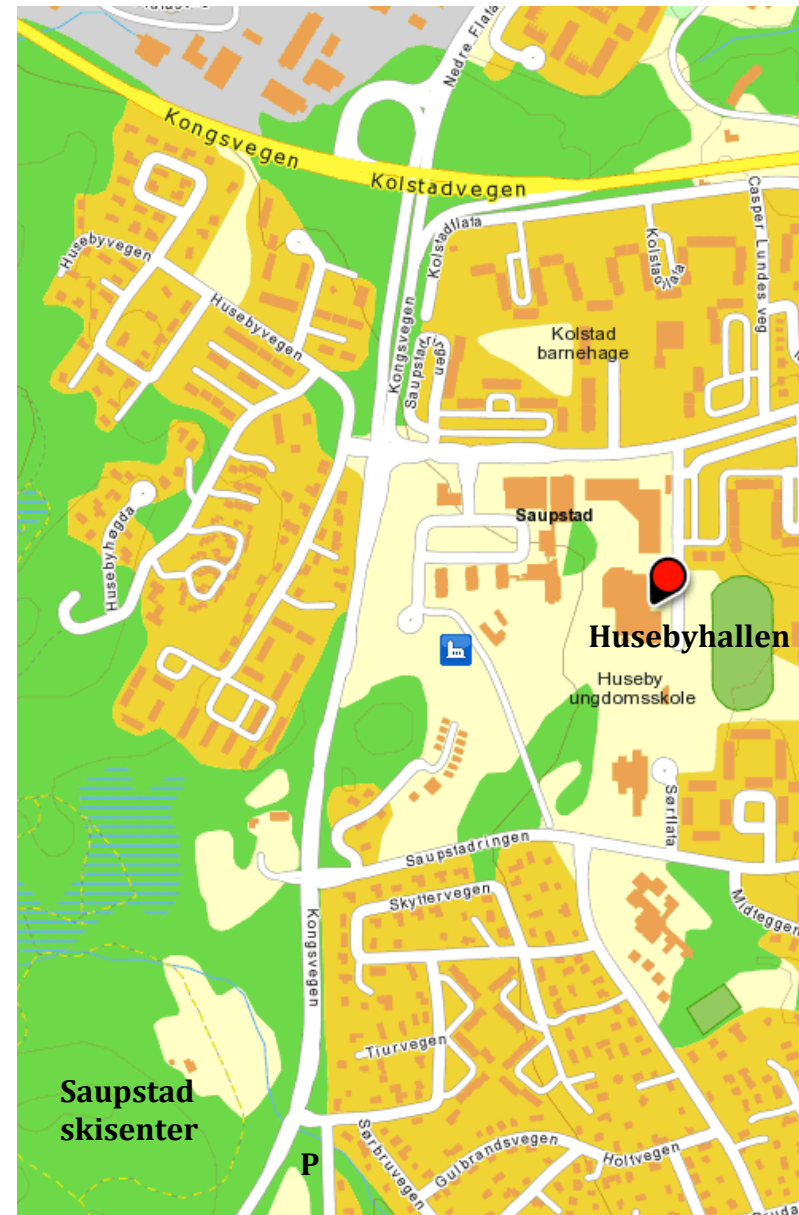 Nedre Flata
Kongsvegen
Kolstadvegen
Kolstadflata
Kolstadflata
Casper Lundes veg
Husebyvegen
Husebyvegen
Kongsvegen
Kolstad
barnehage
Saupstad
Husebyhøgda
Husebyhallen
Huseby
ungdomsskole
Sørflata
Saupstadringen
Skyttervegen
Midteggen
Kongsvegen
Tiurvegen
Saupstad
skisenter
P
Sørbruvegen
Gulbrandsvegen
Holtvegen